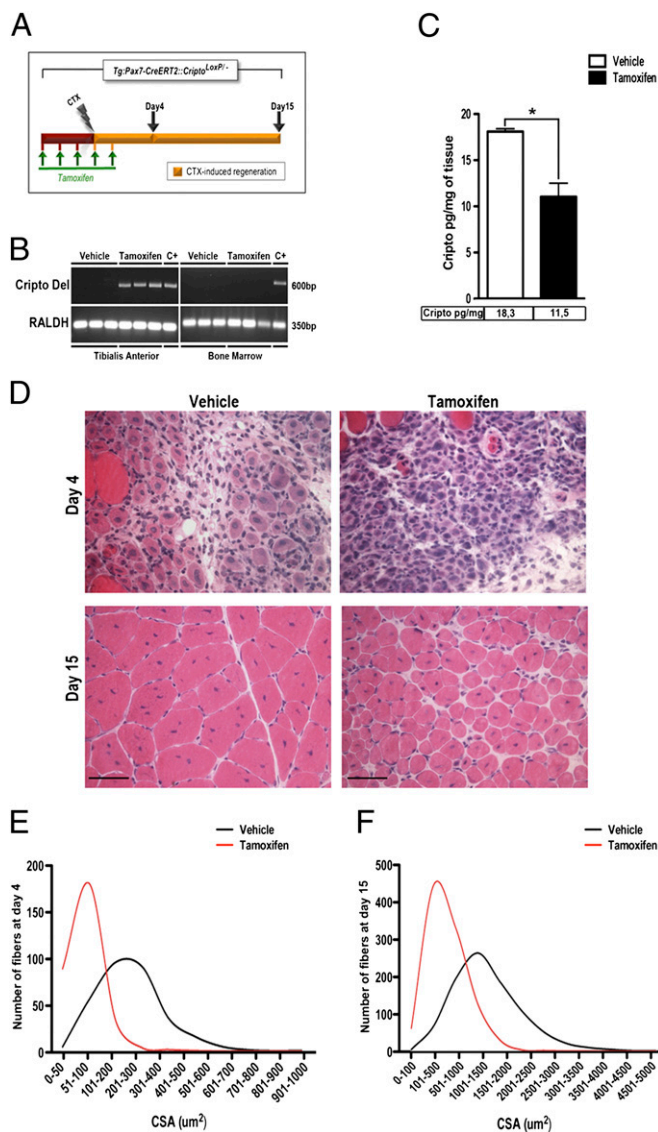 A
Tg:Pax7-CreERT2::Cripto LoxP/-
CTX
Day4
Day15
Tamoxifen
CTX-induced regeneration
B
Vehicle Tamoxifen C+ Vehicle Tamoxifen C+
Cripto Del
600bp
RALDH
350bp
Tibialis Anterior
Bone Marrow
C
Vehicle
Tamoxifen
*
20
15
10
5
0
Cripto pg/mg of tissue
Cripto pg/mg 18,3 11,5
D
Vehicle
Tamoxifen
Day 4
Day 15
E
Vehicle
Tamoxifen
Number of fibers at day 4
200
150
100
50
0
0-50
51-100
101-200
201-300
301-400
401-500
501-600
601-700
701-800
801-900
901-1000
CSA (um²)
F
Vehicle
Tamoxifen
Number of fibers at day 15
500
400
300
200
100
0
0-100
101-500
501-1000
1001-1500
1501-2000
2001-2500
2501-3000
3001-3500
3501-4000
4001-4500
4501-5000
CSA (um²)